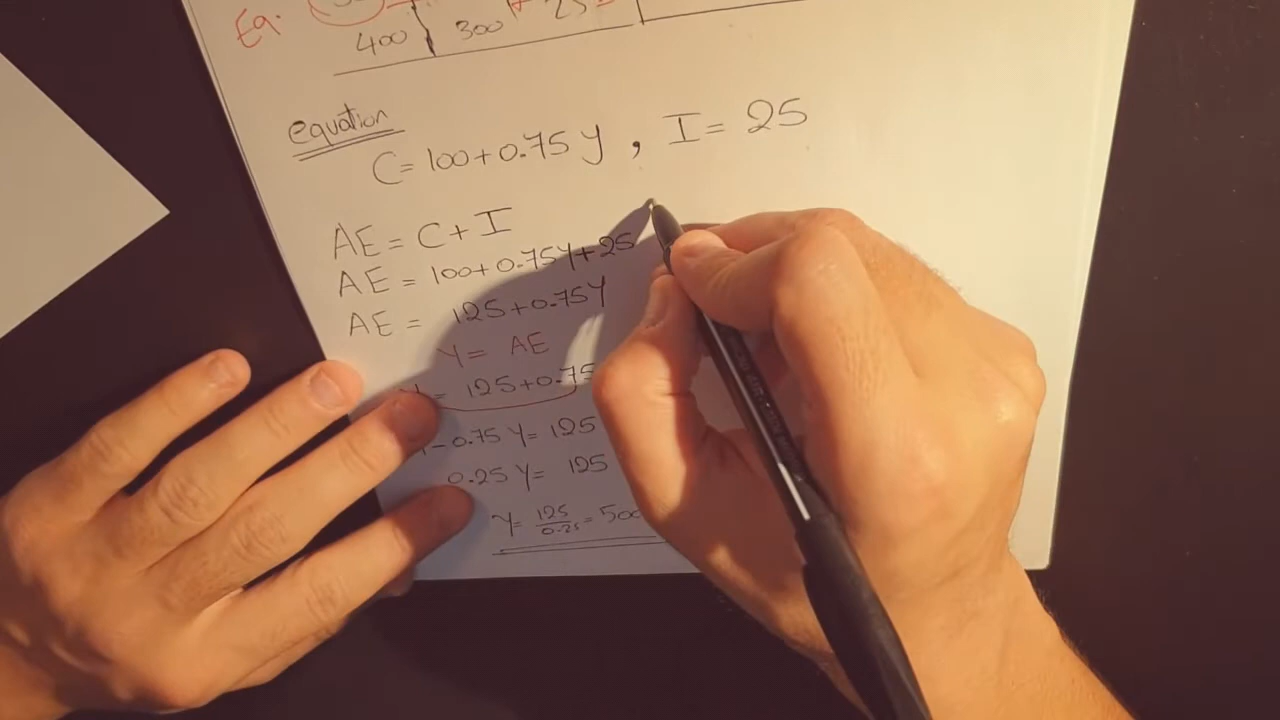 Eq.
400 300 25
equation
C = 100 + 0.75 Y , I = 25
AE = C + I
AE = 100 + 0.75Y + 25
AE = 125 + 0.75Y
Y = AE
= 125 + 0.75
- 0.75 Y = 125
0.25 Y = 125
Y = 125/0.25 = 500